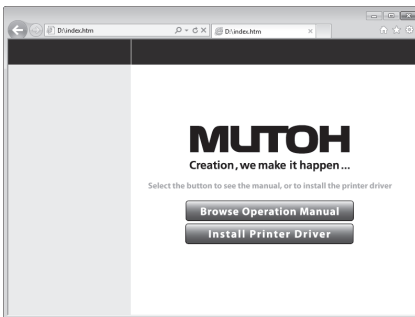 D:\index.htm
D:\index.htm
MUTOH
Creation, we make it happen...
Select the button to see the manual, or to install the printer driver
Browse Operation Manual
Install Printer Driver